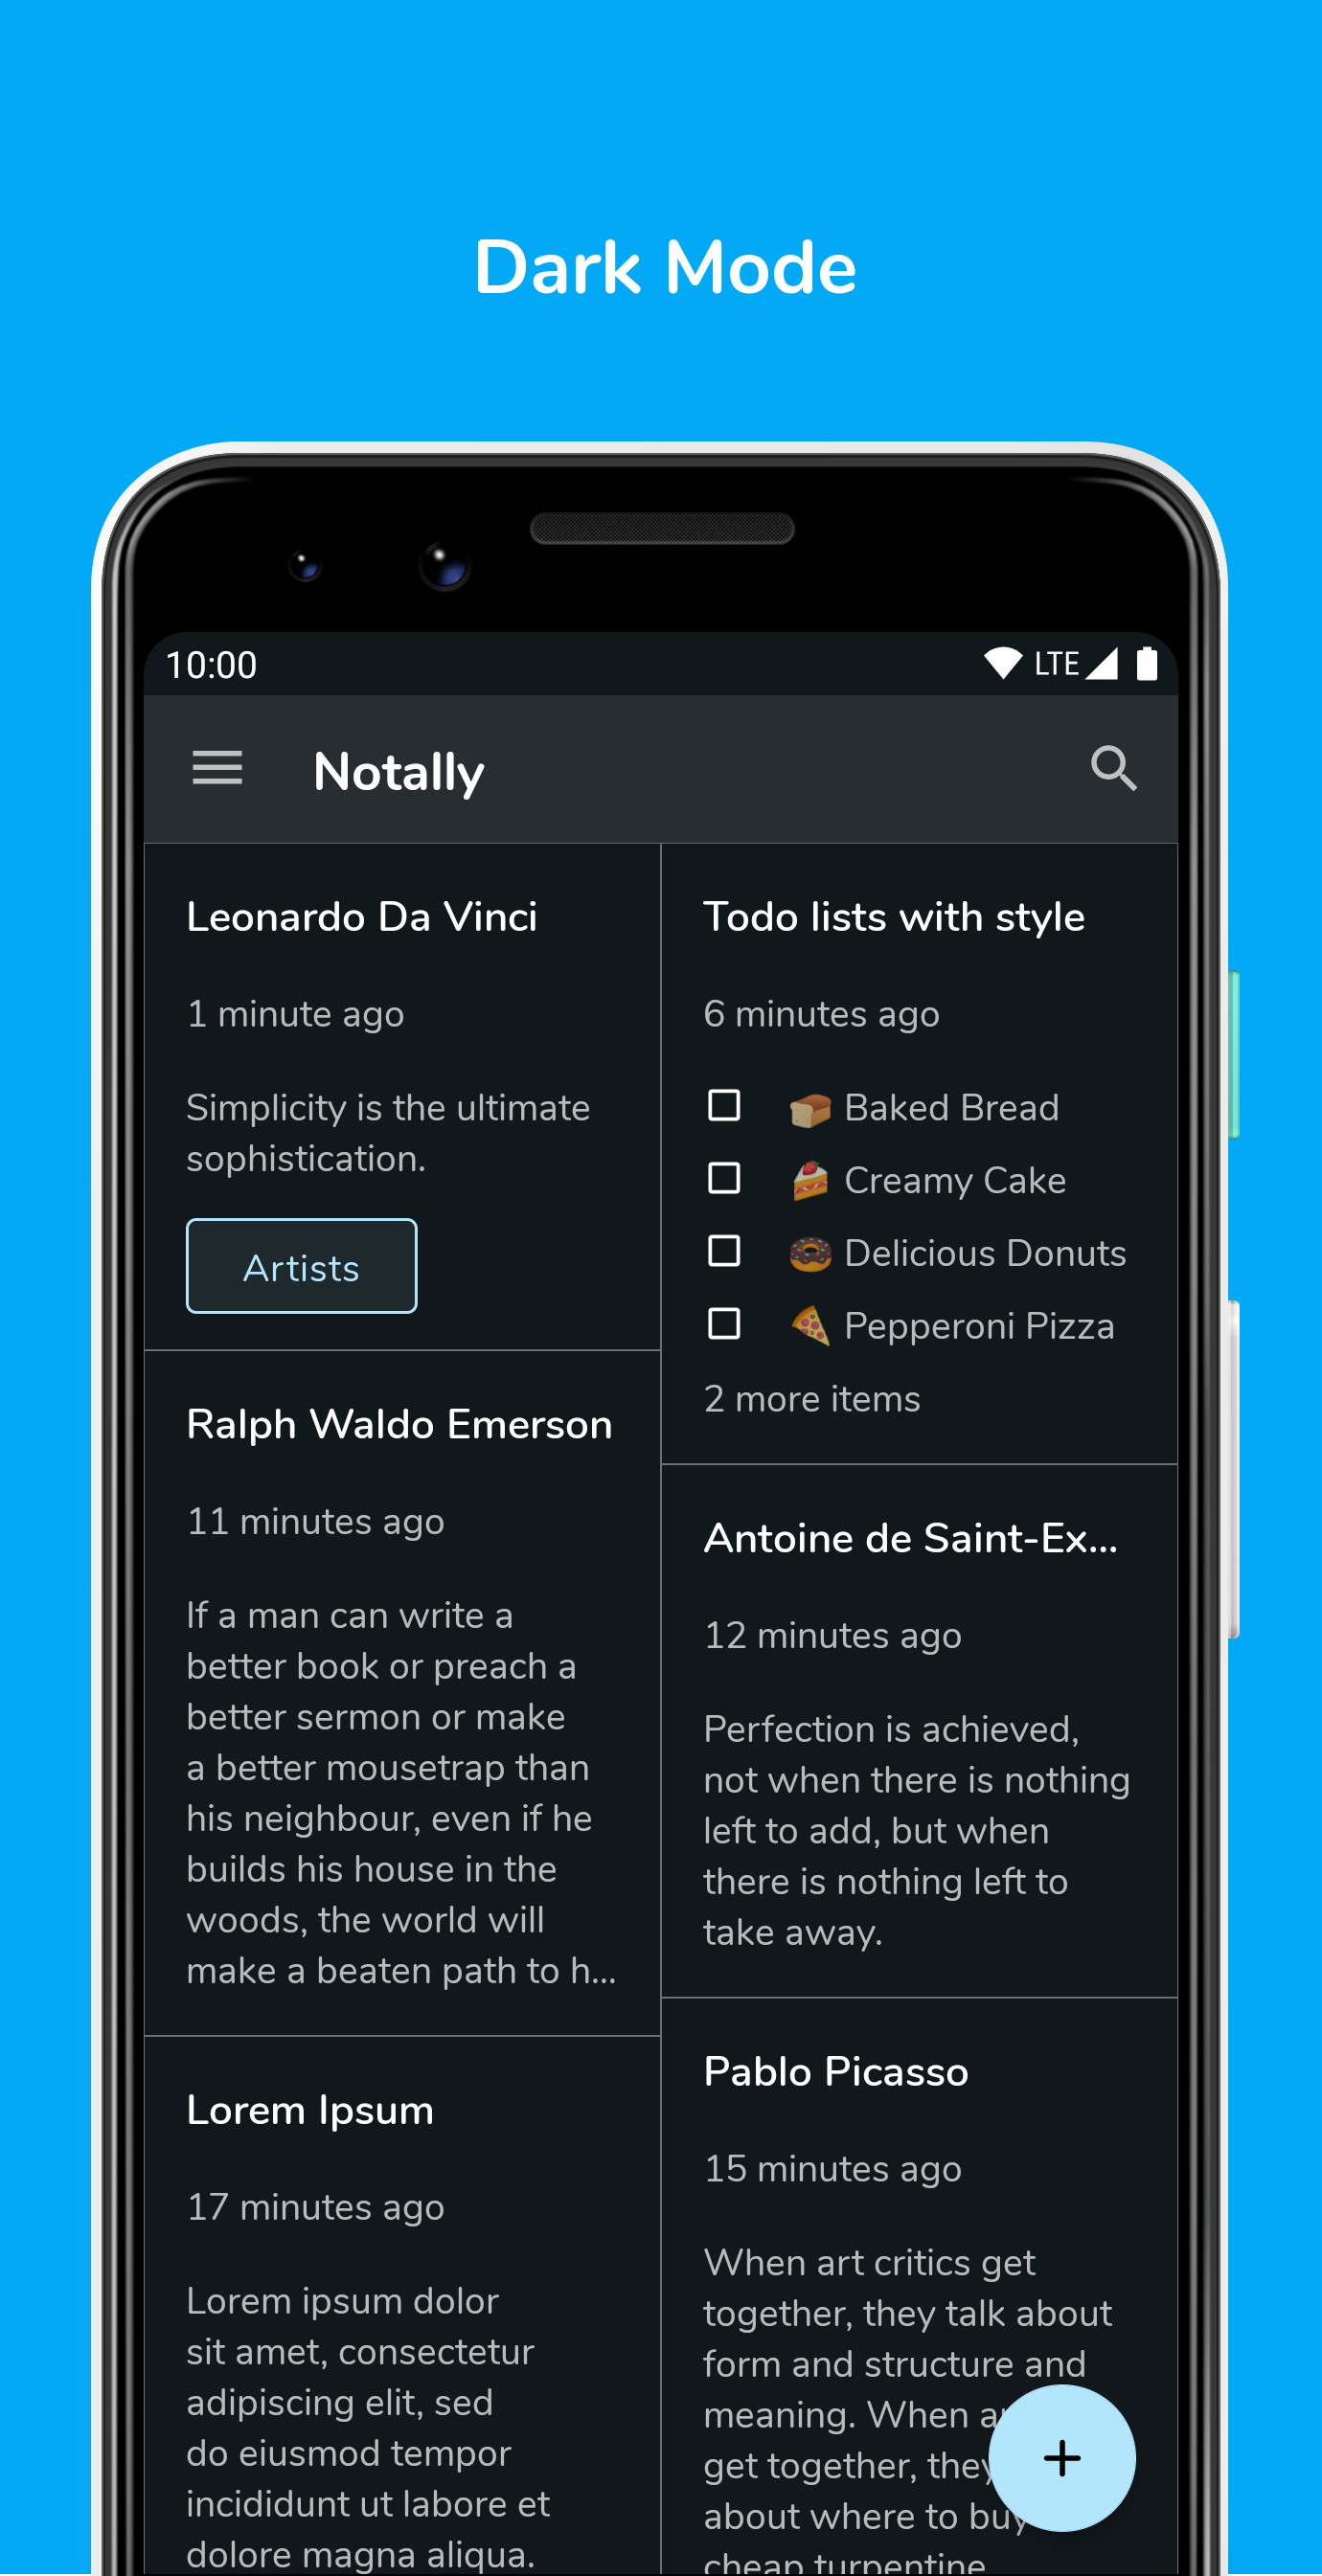 Dark Mode
10:00
LTE
Notally
Leonardo Da Vinci
1 minute ago
Simplicity is the ultimate
sophistication.
Artists
Ralph Waldo Emerson
11 minutes ago
If a man can write a
better book or preach a
better sermon or make
a better mousetrap than
his neighbour, even if he
builds his house in the
woods, the world will
make a beaten path to h...
Lorem Ipsum
17 minutes ago
Lorem ipsum dolor
sit amet, consectetur
adipiscing elit, sed
do eiusmod tempor
incididunt ut labore et
dolore magna aliqua.
Todo lists with style
6 minutes ago
🍞 Baked Bread
🍰 Creamy Cake
🍩 Delicious Donuts
🍕 Pepperoni Pizza
2 more items
Antoine de Saint-Ex...
12 minutes ago
Perfection is achieved,
not when there is nothing
left to add, but when
there is nothing left to
take away.
Pablo Picasso
15 minutes ago
When art critics get
together, they talk about
form and structure and
meaning. When
get together, they
about where to buy
cheap turpentine